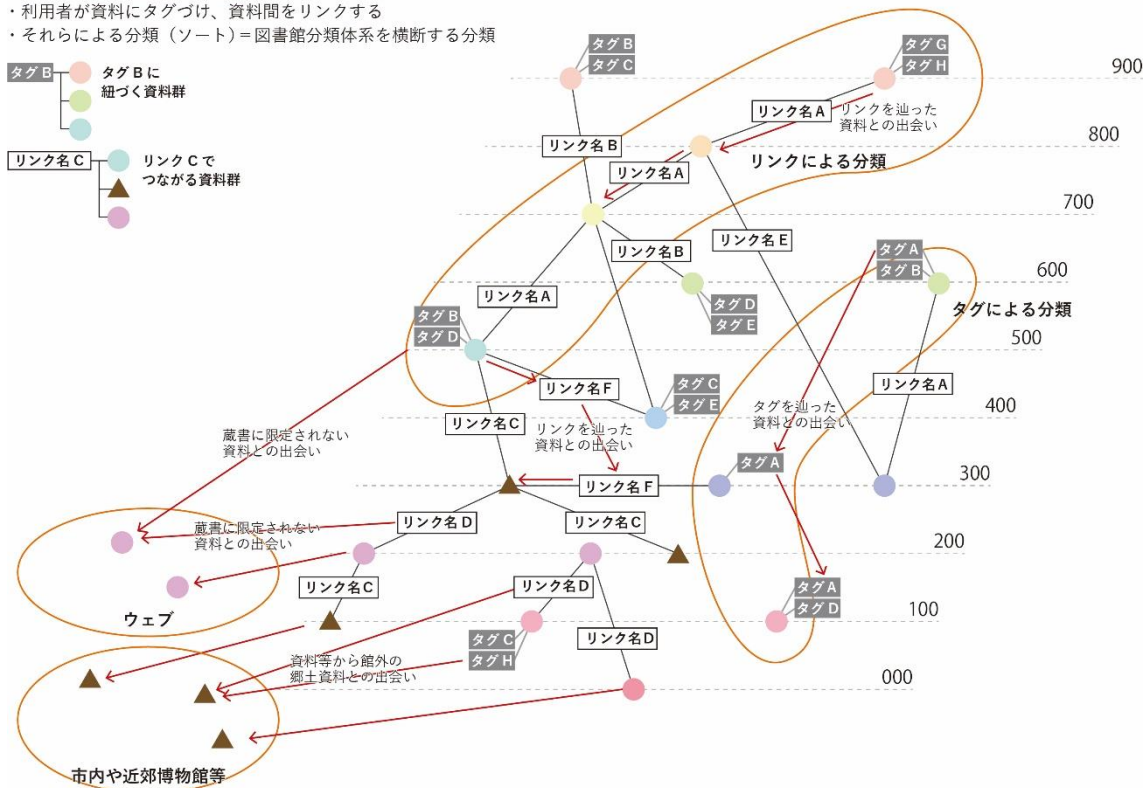 ・利用者が資料にタグづけ、資料間をリンクする
・それらによる分類（ソート）＝図書館分類体系を横断する分類
タグB
タグBに
紐づく資料群
リンク名C
リンクCで
つながる資料群
タグB
タグC
タグG
タグH
900
リンク名A
リンクを辿った
資料との出会い
800
リンク名B
リンク名A
リンクによる分類
700
リンク名B
リンク名E
タグA
タグB
600
リンク名A
タグD
タグE
タグによる分類
タグB
タグD
500
リンク名F
タグC
タグE
リンク名A
400
リンク名C
リンクを辿った
資料との出会い
タグを辿った
資料との出会い
蔵書に限定されない
資料との出会い
タグA
リンク名F
300
蔵書に限定されない
資料との出会い
リンク名D
リンク名C
200
リンク名C
リンク名D
タグA
タグD
ウェブ
100
タグC
タグH
リンク名D
資料等から館外の
郷土資料との出会い
000
市内や近郊博物館等